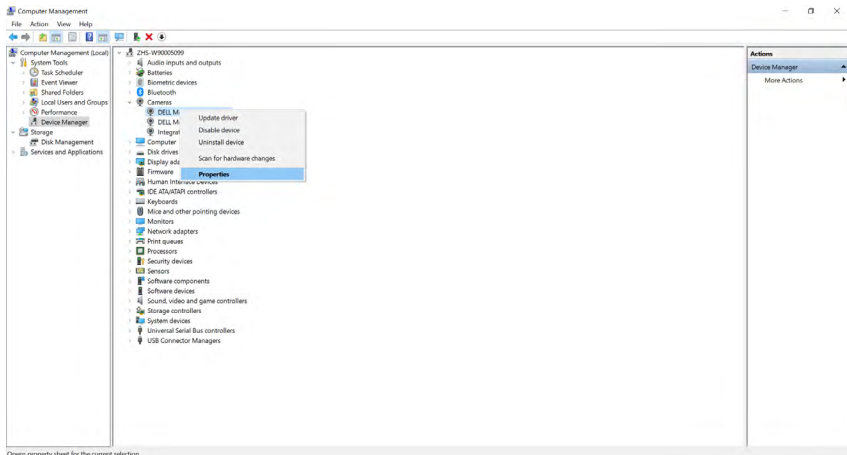 Computer Management
File Action View Help
Computer Management (Local)
System Tools
Task Scheduler
Event Viewer
Shared Folders
Local Users and Groups
Performance
Device Manager
Storage
Disk Management
Services and Applications
ZHS-W90005099
Audio inputs and outputs
Batteries
Biometric devices
Bluetooth
Cameras
DELL M
DELL M
Integrat
Computer
Disk drives
Display ada
Firmware
Human Interface Devices
IDE ATA/ATAPI controllers
Keyboards
Mice and other pointing devices
Monitors
Network adapters
Print queues
Processors
Security devices
Sensors
Software components
Software devices
Sound, video and game controllers
Storage controllers
System devices
Universal Serial Bus controllers
USB Connector Managers
Update driver
Disable device
Uninstall device
Scan for hardware changes
Properties
Actions
Device Manager
More Actions
Opens property sheet for the current selection.